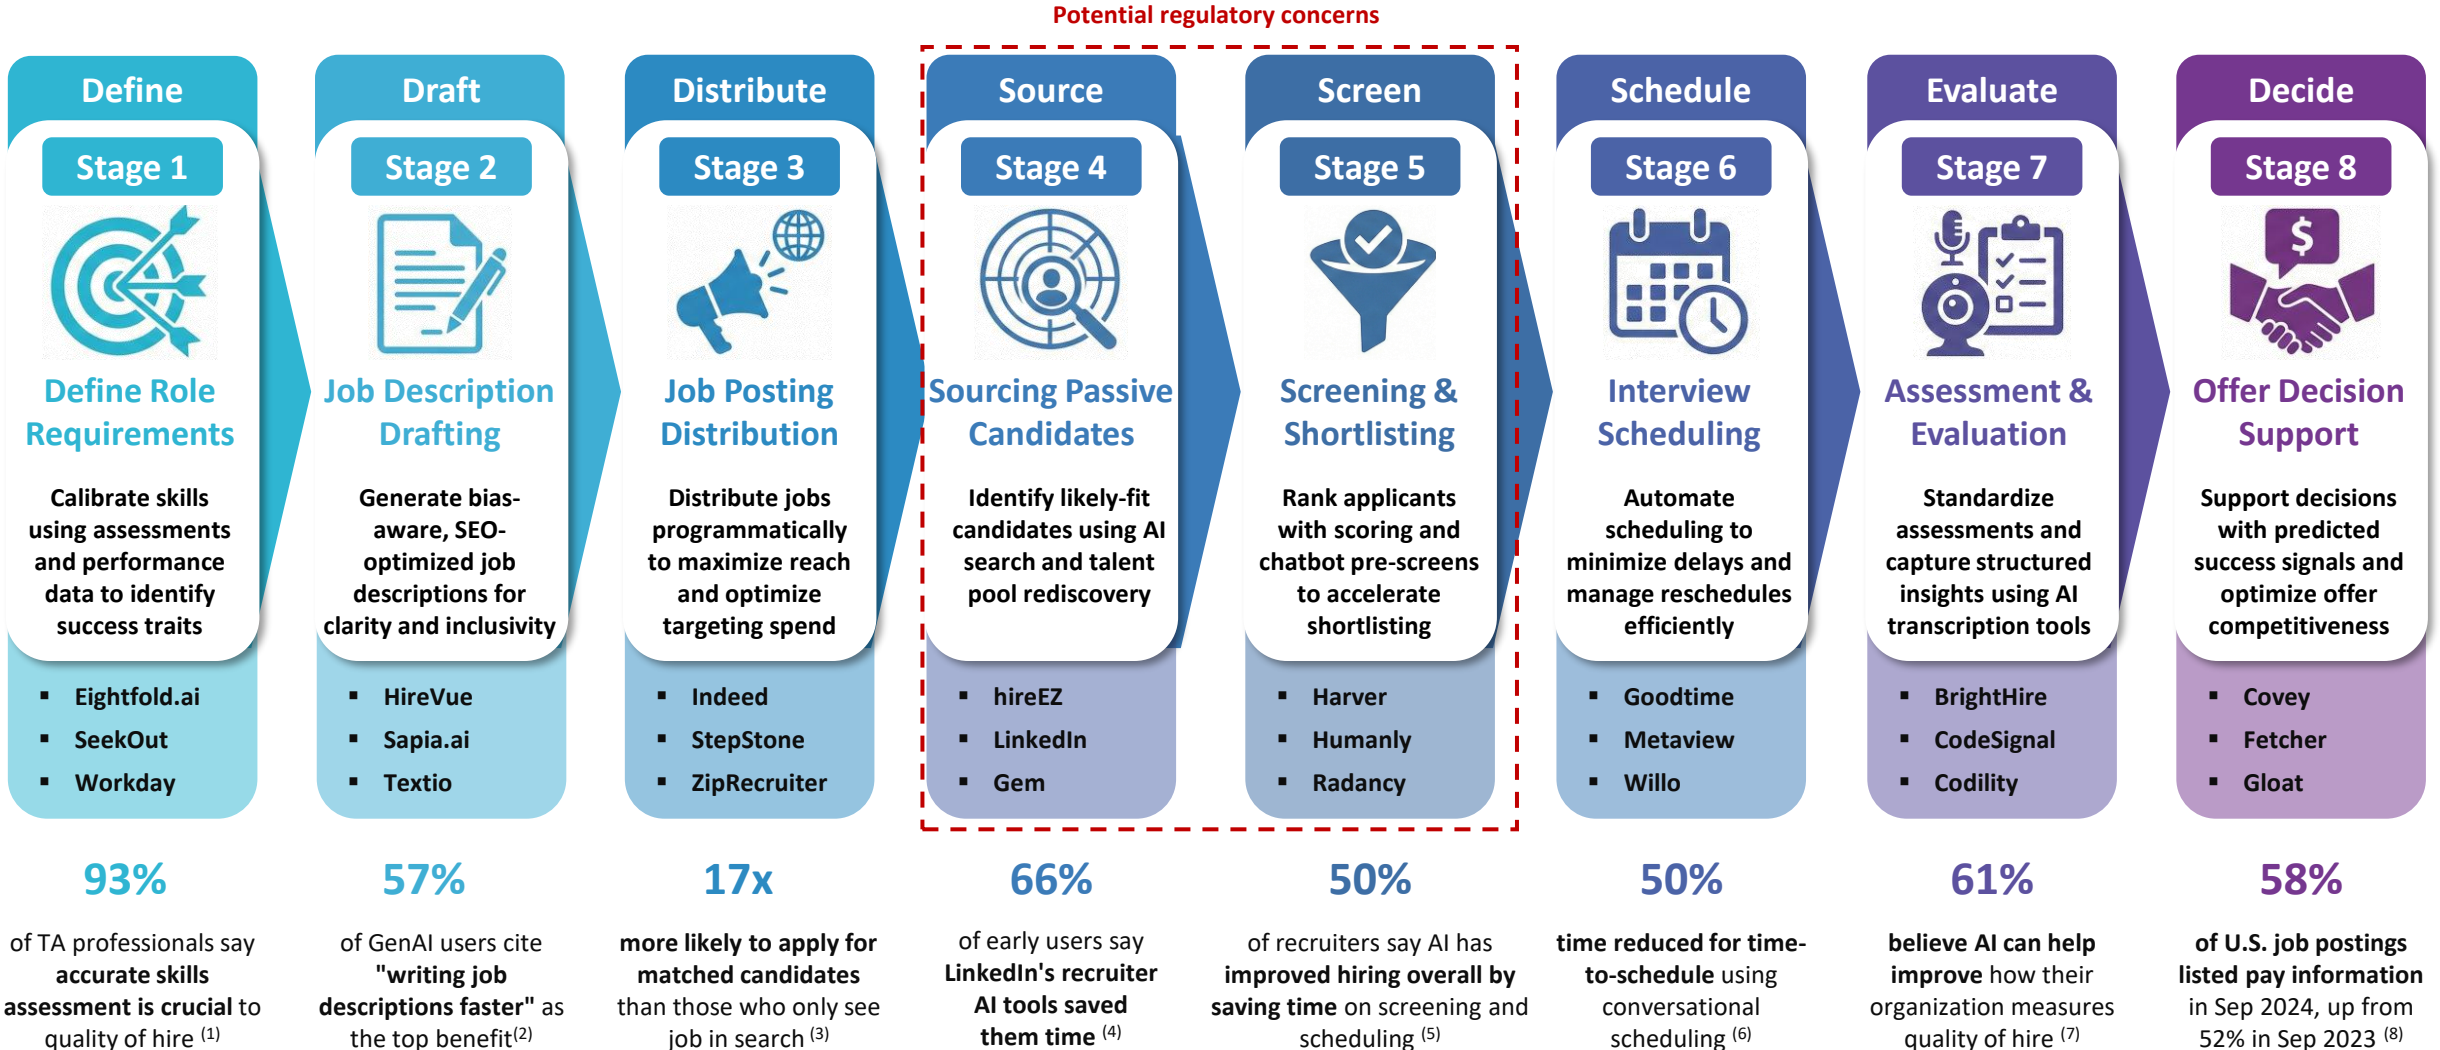 Potential regulatory concerns
Define
Stage 1
Define Role
Requirements
Calibrate skills
using assessments
and performance
data to identify
success traits
▪ Eightfold.ai
▪ SeekOut
▪ Workday
93%
of TA professionals say
accurate skills
assessment is crucial to
quality of hire (1)
Draft
Stage 2
Job Description
Drafting
Generate bias-
aware, SEO-
optimized job
descriptions for
clarity and inclusivity
▪ HireVue
▪ Sapia.ai
▪ Textio
57%
of GenAI users cite
"writing job
descriptions faster" as
the top benefit(2)
Distribute
Stage 3
Job Posting
Distribution
Distribute jobs
programmatically
to maximize reach
and optimize
targeting spend
▪ Indeed
▪ StepStone
▪ ZipRecruiter
17x
more likely to apply for
matched candidates
than those who only see
job in search (3)
Source
Stage 4
Sourcing Passive
Candidates
Identify likely-fit
candidates using AI
search and talent
pool rediscovery
▪ hireEZ
▪ LinkedIn
▪ Gem
66%
of early users say
LinkedIn's recruiter
AI tools saved
them time (4)
Screen
Stage 5
Screening &
Shortlisting
Rank applicants
with scoring and
chatbot pre-screens
to accelerate
shortlisting
▪ Harver
▪ Humanly
▪ Radancy
50%
of recruiters say AI has
improved hiring overall by
saving time on screening and
scheduling (5)
Schedule
Stage 6
Interview
Scheduling
Automate
scheduling to
minimize delays and
manage reschedules
efficiently
▪ Goodtime
▪ Metaview
▪ Willo
50%
time reduced for time-
to-schedule using
conversational
scheduling (6)
Evaluate
Stage 7
Assessment &
Evaluation
Standardize
assessments and
capture structured
insights using AI
transcription tools
▪ BrightHire
▪ CodeSignal
▪ Codility
61%
believe AI can help
improve how their
organization measures
quality of hire (7)
Decide
Stage 8
$
Offer Decision
Support
Support decisions
with predicted
success signals and
optimize offer
competitiveness
▪ Covey
▪ Fetcher
▪ Gloat
58%
of U.S. job postings
listed pay information
in Sep 2024, up from
52% in Sep 2023 (8)